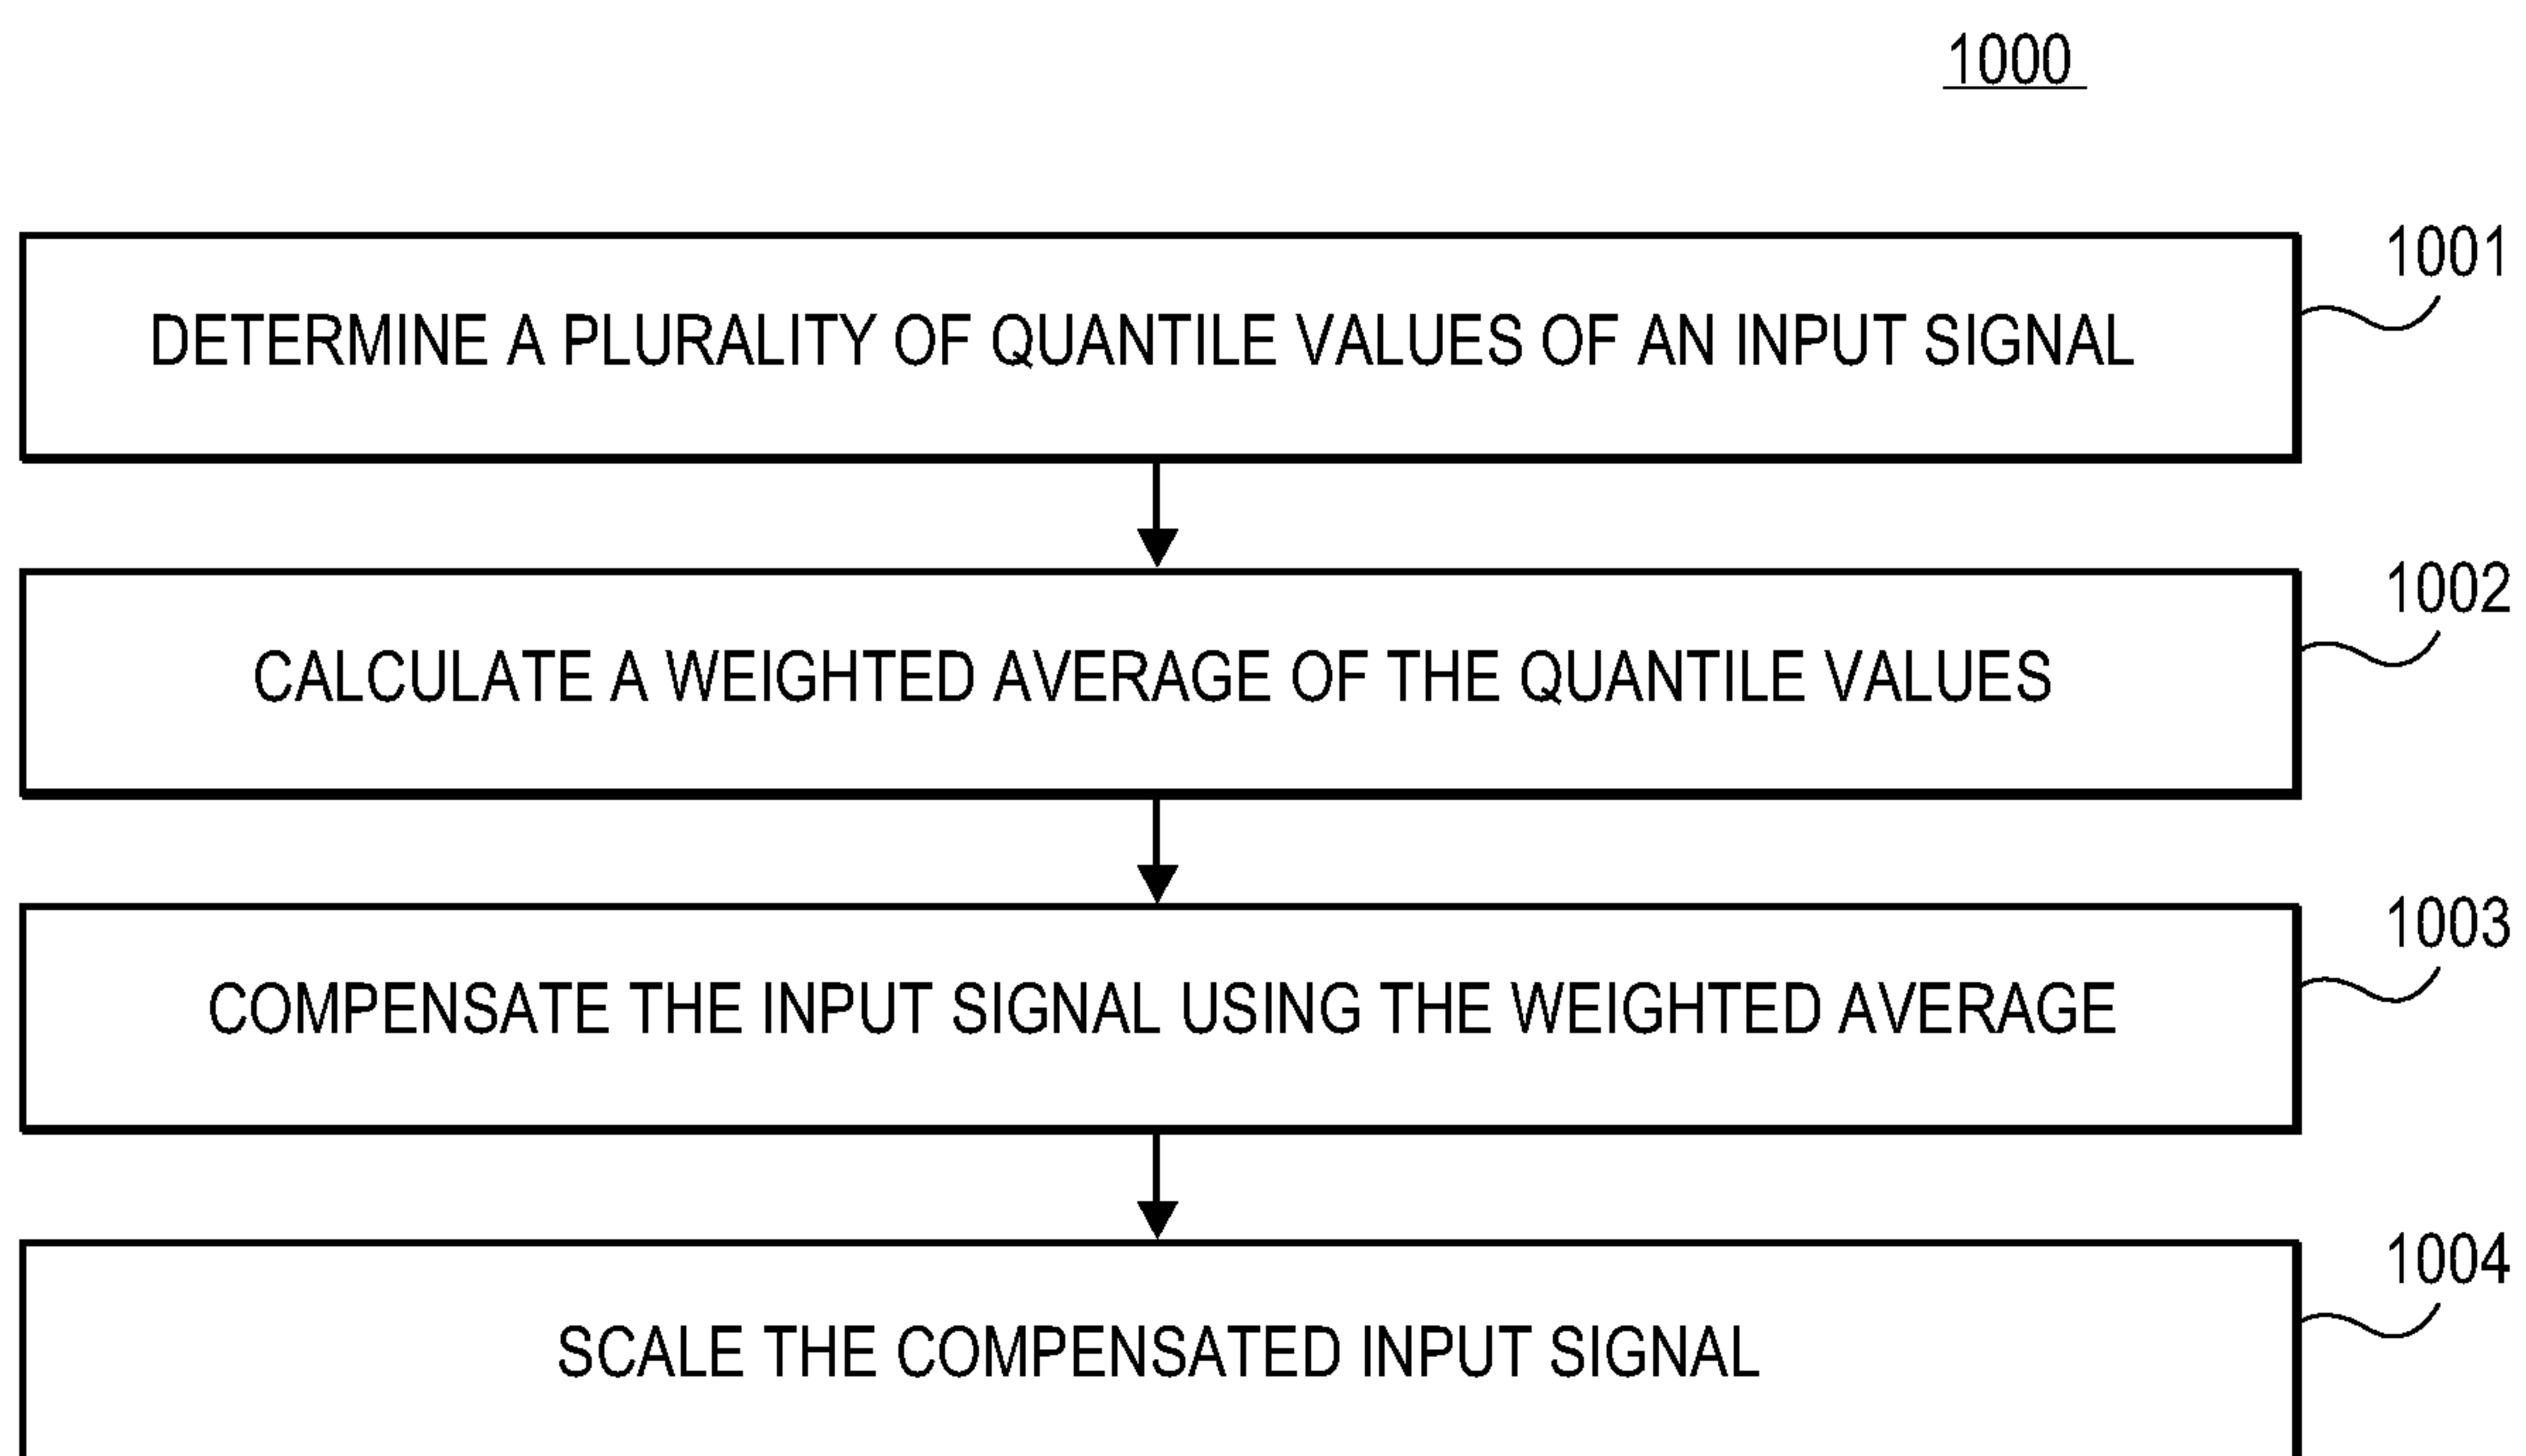 1000
DETERMINE A PLURALITY OF QUANTILE VALUES OF AN INPUT SIGNAL
1001
CALCULATE A WEIGHTED AVERAGE OF THE QUANTILE VALUES
1002
COMPENSATE THE INPUT SIGNAL USING THE WEIGHTED AVERAGE
1003
SCALE THE COMPENSATED INPUT SIGNAL
1004